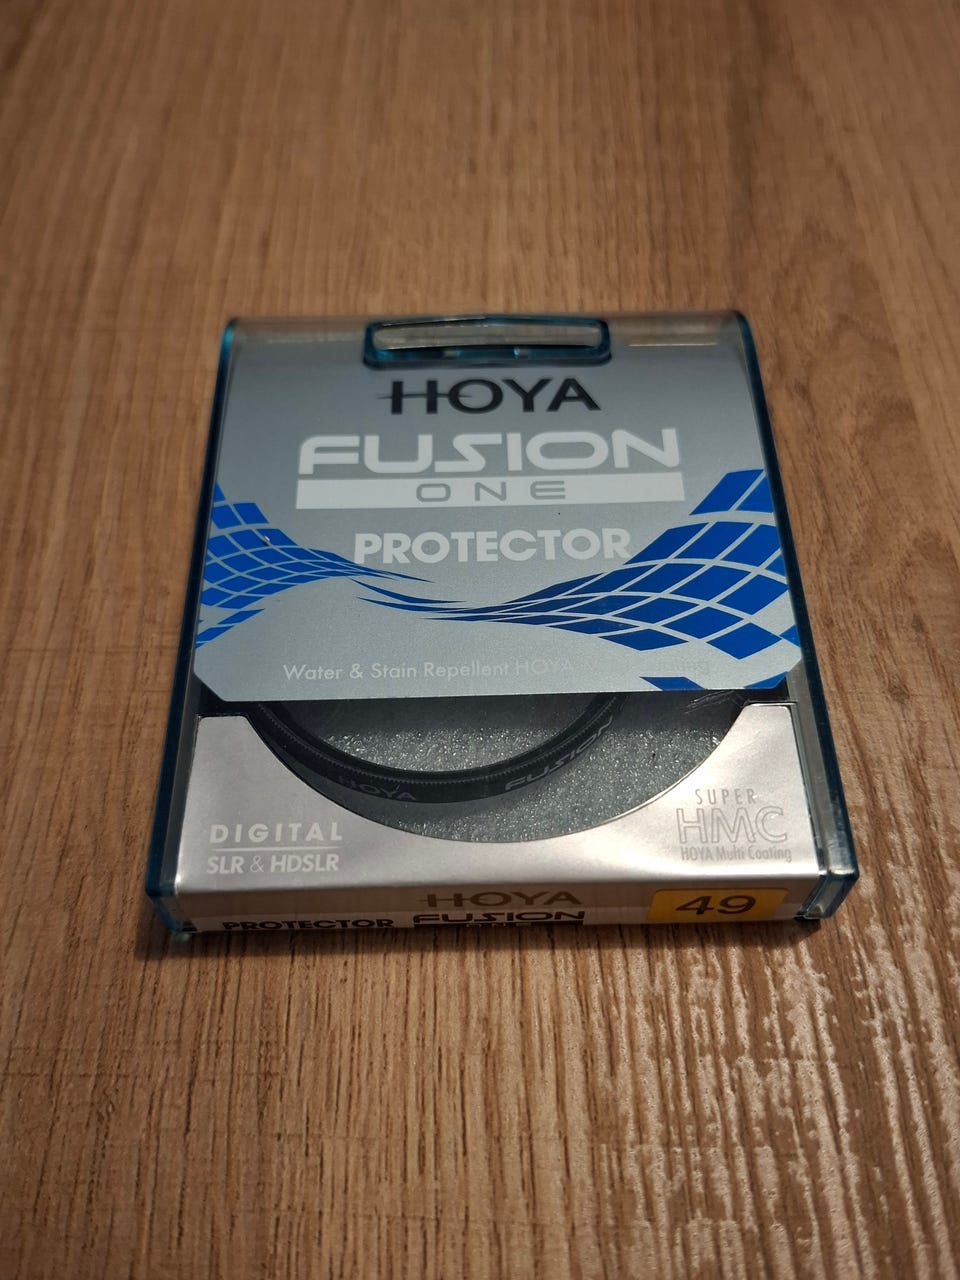 HOYA
FUSION
ONE
PROTECTOR
Water & Stain Repellent HOYA
HOYA
FUSION
DIGITAL
SLR & HDSLR
SUPER
HMC
HOYA Multi Coating
HOYA
PROTECTOR FUSION
49